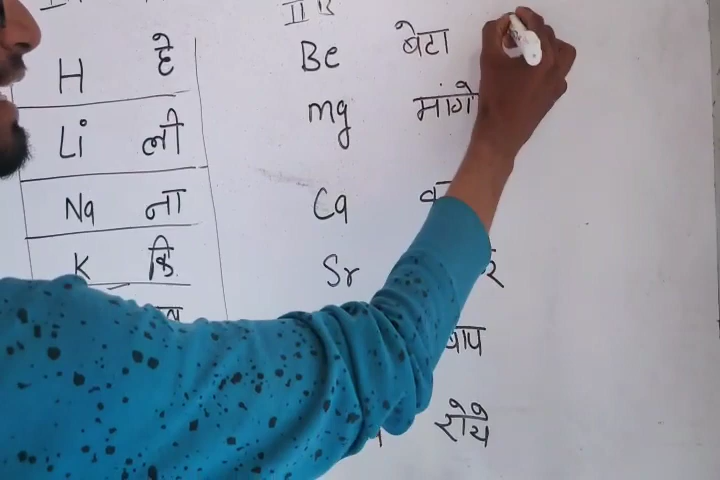 II B
H हे Be बेटा
Li ली Mg मांगे
Na ना Ca
K कि Sr
बाप
रोये